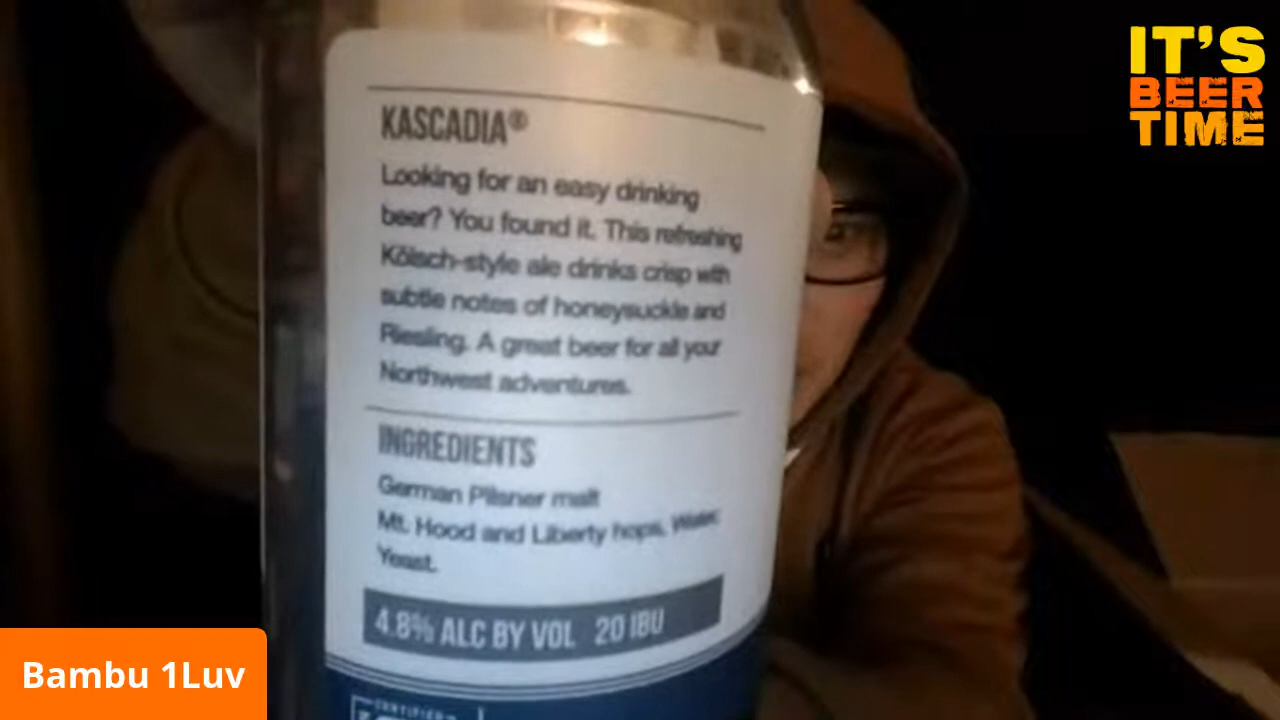 IT'S
BEER
TIME
KASCADIA®
Looking for an easy drinking
beer? You found it. This refreshing
Kölsch-style ale drinks crisp with
subtle notes of honeysuckle and
Riesling. A great beer for all your
Northwest adventures.
INGREDIENTS
German Pilsner malt
Mt. Hood and Liberty hops, Water,
Yeast.
4.8% ALC BY VOL 20 IBU
CERTIFIED
Bambu 1Luv